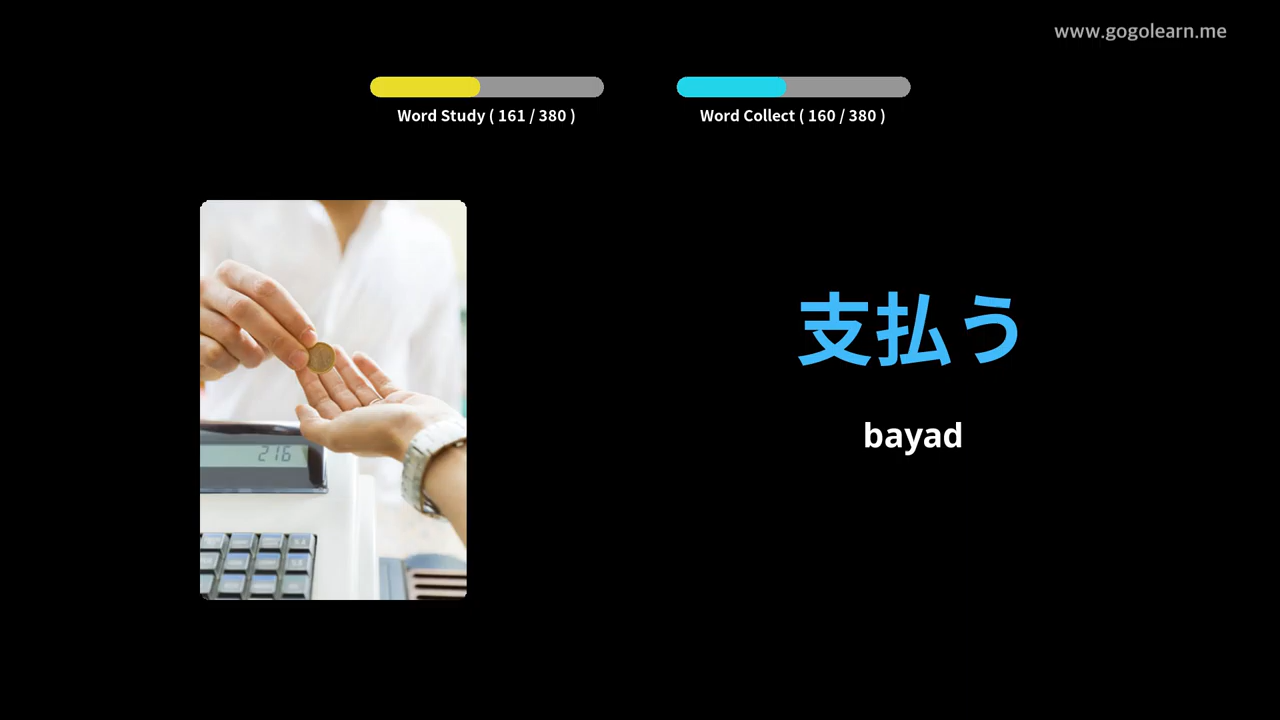 www.gogolearn.me
Word Study ( 161 / 380 )
Word Collect ( 160 / 380 )
216
支払う
bayad